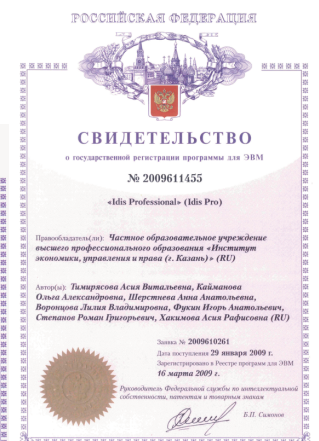 РОССИЙСКАЯ ФЕДЕРАЦИЯ
СВИДЕТЕЛЬСТВО
о государственной регистрации программы для ЭВМ
№ 2009611455
«Idis Professional» (Idis Pro)
Правообладатель(ли): Частное образовательное учреждение
высшего профессионального образования «Институт
экономики, управления и права (г. Казань)» (RU)
Автор(ы): Тимирясова Асия Витальевна, Кайманова
Ольга Александровна, Шерстнева Анна Анатольевна,
Воронцова Лилия Владимировна, Фукин Игорь Анатольевич,
Степанов Роман Григорьевич, Хакимова Асия Рафисовна (RU)
Заявка № 2009610261
Дата поступления 29 января 2009 г.
Зарегистрировано в Реестре программ для ЭВМ
16 марта 2009 г.
Руководитель Федеральной службы по интеллектуальной
собственности, патентам и товарным знакам
Б.П. Симонов